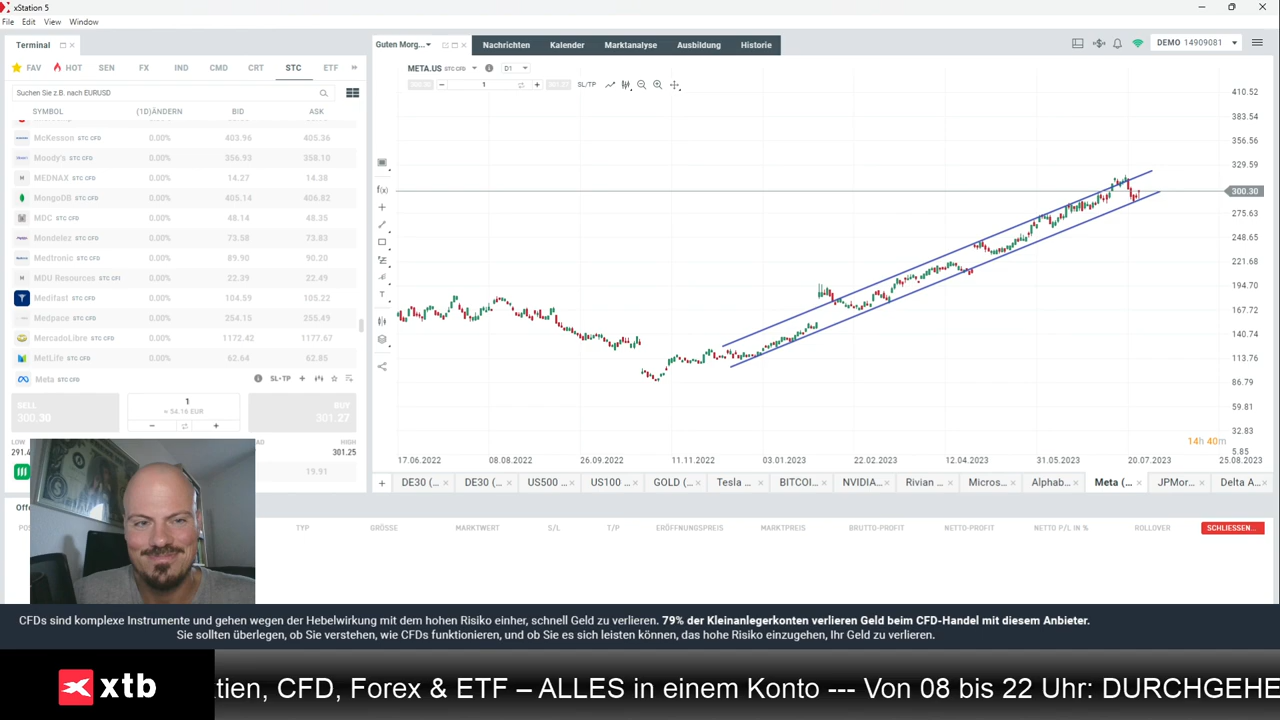 xStation 5
File Edit View Window
Terminal
FAV HOT SEN FX IND CMD CRT STC ETF
Suchen Sie z.B. nach EURUSD
SYMBOL (1D)ÄNDERN BID ASK
McKesson STC CFD 0.00% 403.96 405.36
Moody's STC CFD 0.00% 356.93 358.10
MEDNAX STC CFD 0.00% 14.27 14.38
MongoDB STC CFD 0.00% 405.14 406.82
MDC STC CFD 0.00% 48.14 48.35
Mondelez STC CFD 0.00% 73.58 73.83
Medtronic STC CFD 0.00% 89.90 90.20
MDU Resources STC CFI 0.00% 22.39 22.49
Medifast STC CFD 0.00% 104.59 105.22
Medpace STC CFD 0.00% 254.15 255.49
MercadoLibre STC CFD 0.00% 1172.42 1177.67
MetLife STC CFD 0.00% 62.64 62.85
Meta STC CFD SL+TP
SELL
300.30
1
≈ 54.16 EUR
BUY
301.27
LOW HIGH
291.4 301.25
19.91
Guten Morg... Nachrichten Kalender Marktanalyse Ausbildung Historie
DEMO 14909081
META.US STC CFD D1
300.30 1 301.27 SL/TP
f(x)
T
410.52
383.54
356.56
329.59
300.30
275.63
248.65
221.68
194.70
167.72
140.74
113.76
86.79
59.81
32.83
5.85
14h 40m
17.06.2022 08.08.2022 26.09.2022 11.11.2022 03.01.2023 22.02.2023 12.04.2023 31.05.2023 20.07.2023 25.08.2023
DE30 (... DE30 (... US500 ... US100 ... GOLD (... Tesla ... BITCOI... NVIDIA... Rivian ... Micros... Alphab... Meta (... JPMor... Delta A...
TYP GRÖSSE MARKTWERT S/L T/P ERÖFFNUNGSPREIS MARKTPREIS BRUTTO-PROFIT NETTO-PROFIT NETTO P/L IN % ROLLOVER SCHLIESSEN...
CFDs sind komplexe Instrumente und gehen wegen der Hebelwirkung mit dem hohen Risiko einher, schnell Geld zu verlieren. 79% der Kleinanlegerkonten verlieren Geld beim CFD-Handel mit diesem Anbieter.
Sie sollten überlegen, ob Sie verstehen, wie CFDs funktionieren, und ob Sie es sich leisten können, das hohe Risiko einzugehen, Ihr Geld zu verlieren.
xtb
tien, CFD, Forex & ETF – ALLES in einem Konto --- Von 08 bis 22 Uhr: DURCHGEHE